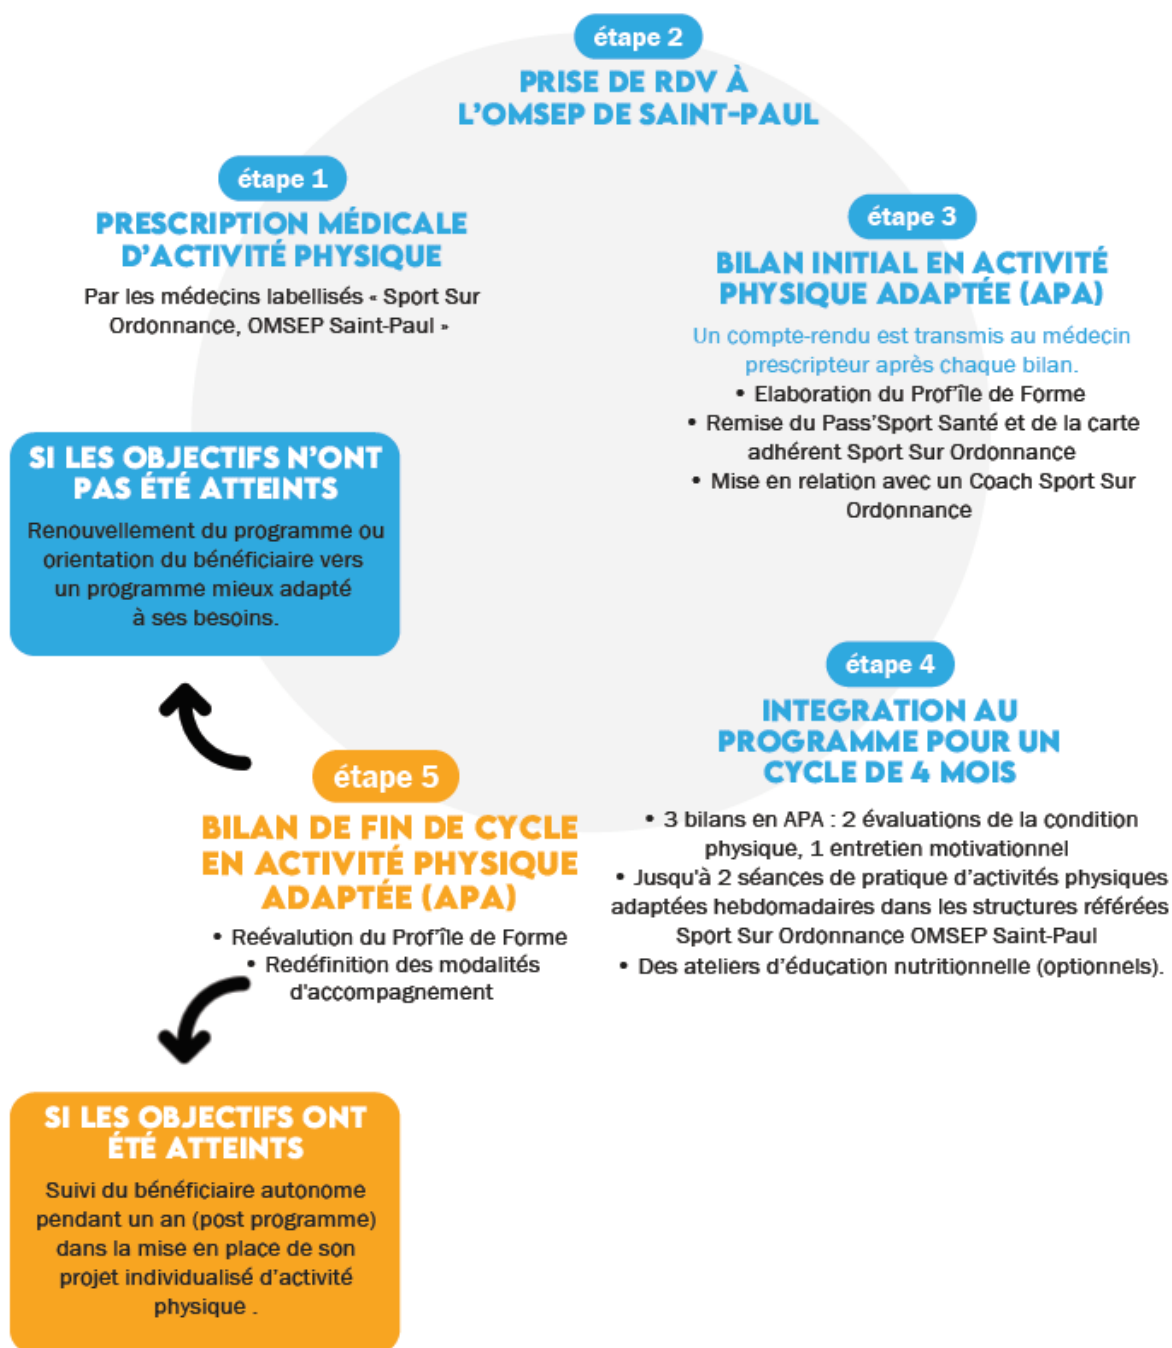 étape 1
PRESCRIPTION MÉDICALE
D'ACTIVITÉ PHYSIQUE
Par les médecins labellisés « Sport Sur
Ordonnance, OMSEP Saint-Paul »
étape 2
PRISE DE RDV À
L'OMSEP DE SAINT-PAUL
étape 3
BILAN INITIAL EN ACTIVITÉ
PHYSIQUE ADAPTÉE (APA)
Un compte-rendu est transmis au médecin
prescripteur après chaque bilan.
• Elaboration du Prof'île de Forme
• Remise du Pass'Sport Santé et de la carte
adhérent Sport Sur Ordonnance
• Mise en relation avec un Coach Sport Sur
Ordonnance
étape 4
INTEGRATION AU
PROGRAMME POUR UN
CYCLE DE 4 MOIS
• 3 bilans en APA : 2 évaluations de la condition
physique, 1 entretien motivationnel
• Jusqu'à 2 séances de pratique d'activités physiques
adaptées hebdomadaires dans les structures référées
Sport Sur Ordonnance OMSEP Saint-Paul
• Des ateliers d'éducation nutritionnelle (optionnels).
étape 5
BILAN DE FIN DE CYCLE
EN ACTIVITÉ PHYSIQUE
ADAPTÉE (APA)
• Reévalution du Prof'île de Forme
• Redéfinition des modalités
d'accompagnement
SI LES OBJECTIFS N'ONT
PAS ÉTÉ ATTEINTS
Renouvellement du programme ou
orientation du bénéficiaire vers
un programme mieux adapté
à ses besoins.
SI LES OBJECTIFS ONT
ÉTÉ ATTEINTS
Suivi du bénéficiaire autonome
pendant un an (post programme)
dans la mise en place de son
projet individualisé d'activité
physique .